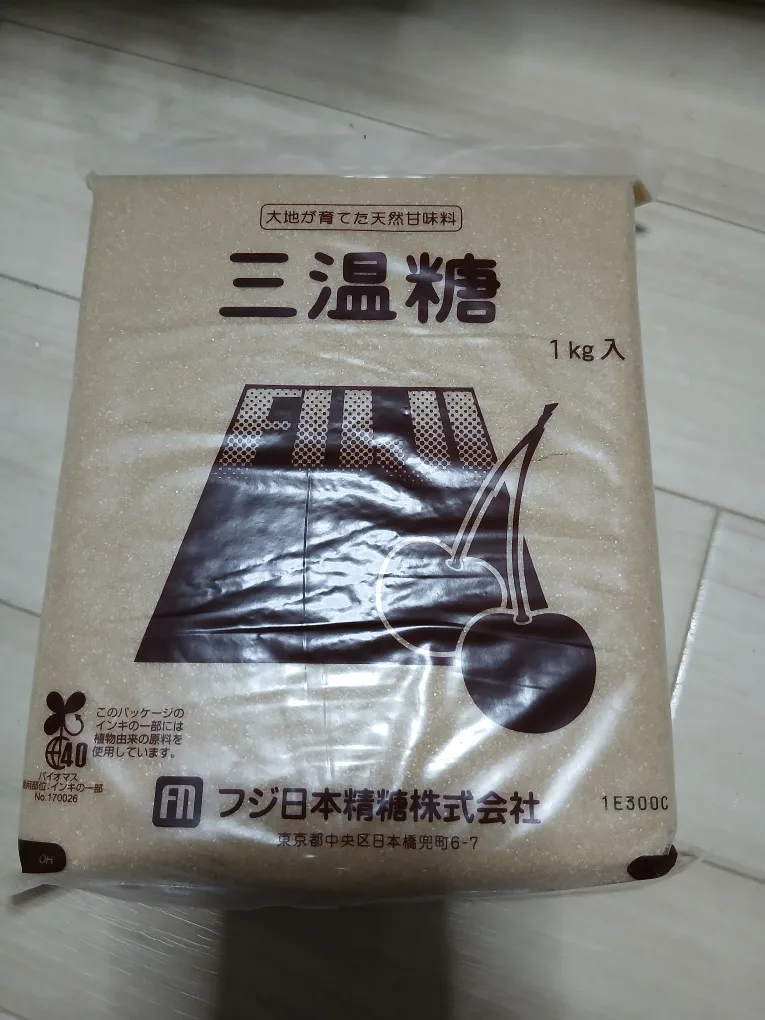 大地が育てた天然甘味料
三温糖
1kg入
FUJI
このパッケージの
インキの一部には
植物由来の原料を
使用しています。
40
バイオマス
使用部位:インキの一部
No.170026
FN フジ日本精糖株式会社
1E300C
東京都中央区日本橋兜町6-7
OH